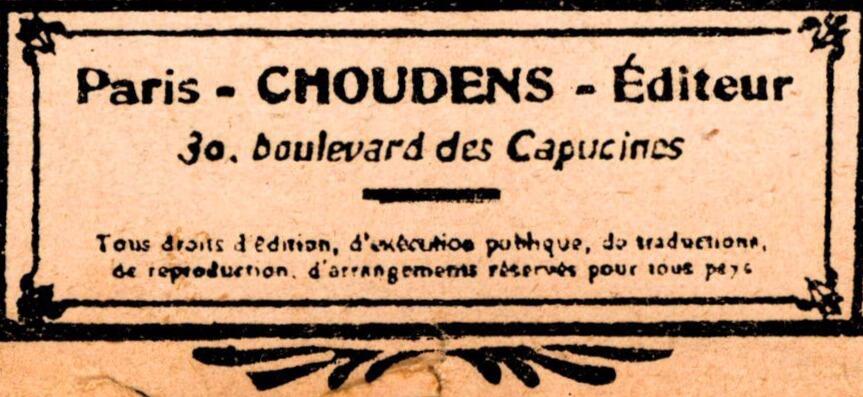 Paris - CHOUDENS - Éditeur
30, boulevard des Capucines
Tous droits d'édition, d'exécution publique, de traductions,
de reproduction, d'arrangements réservés pour tous pays